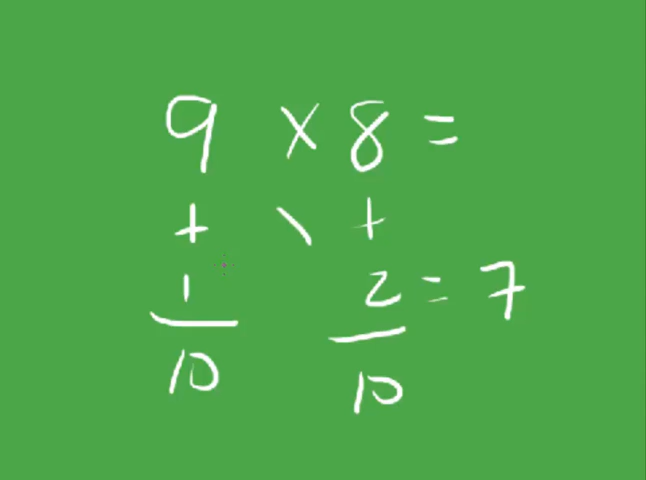 9 × 8 =
+ \ +
1 2 = 7
10 10